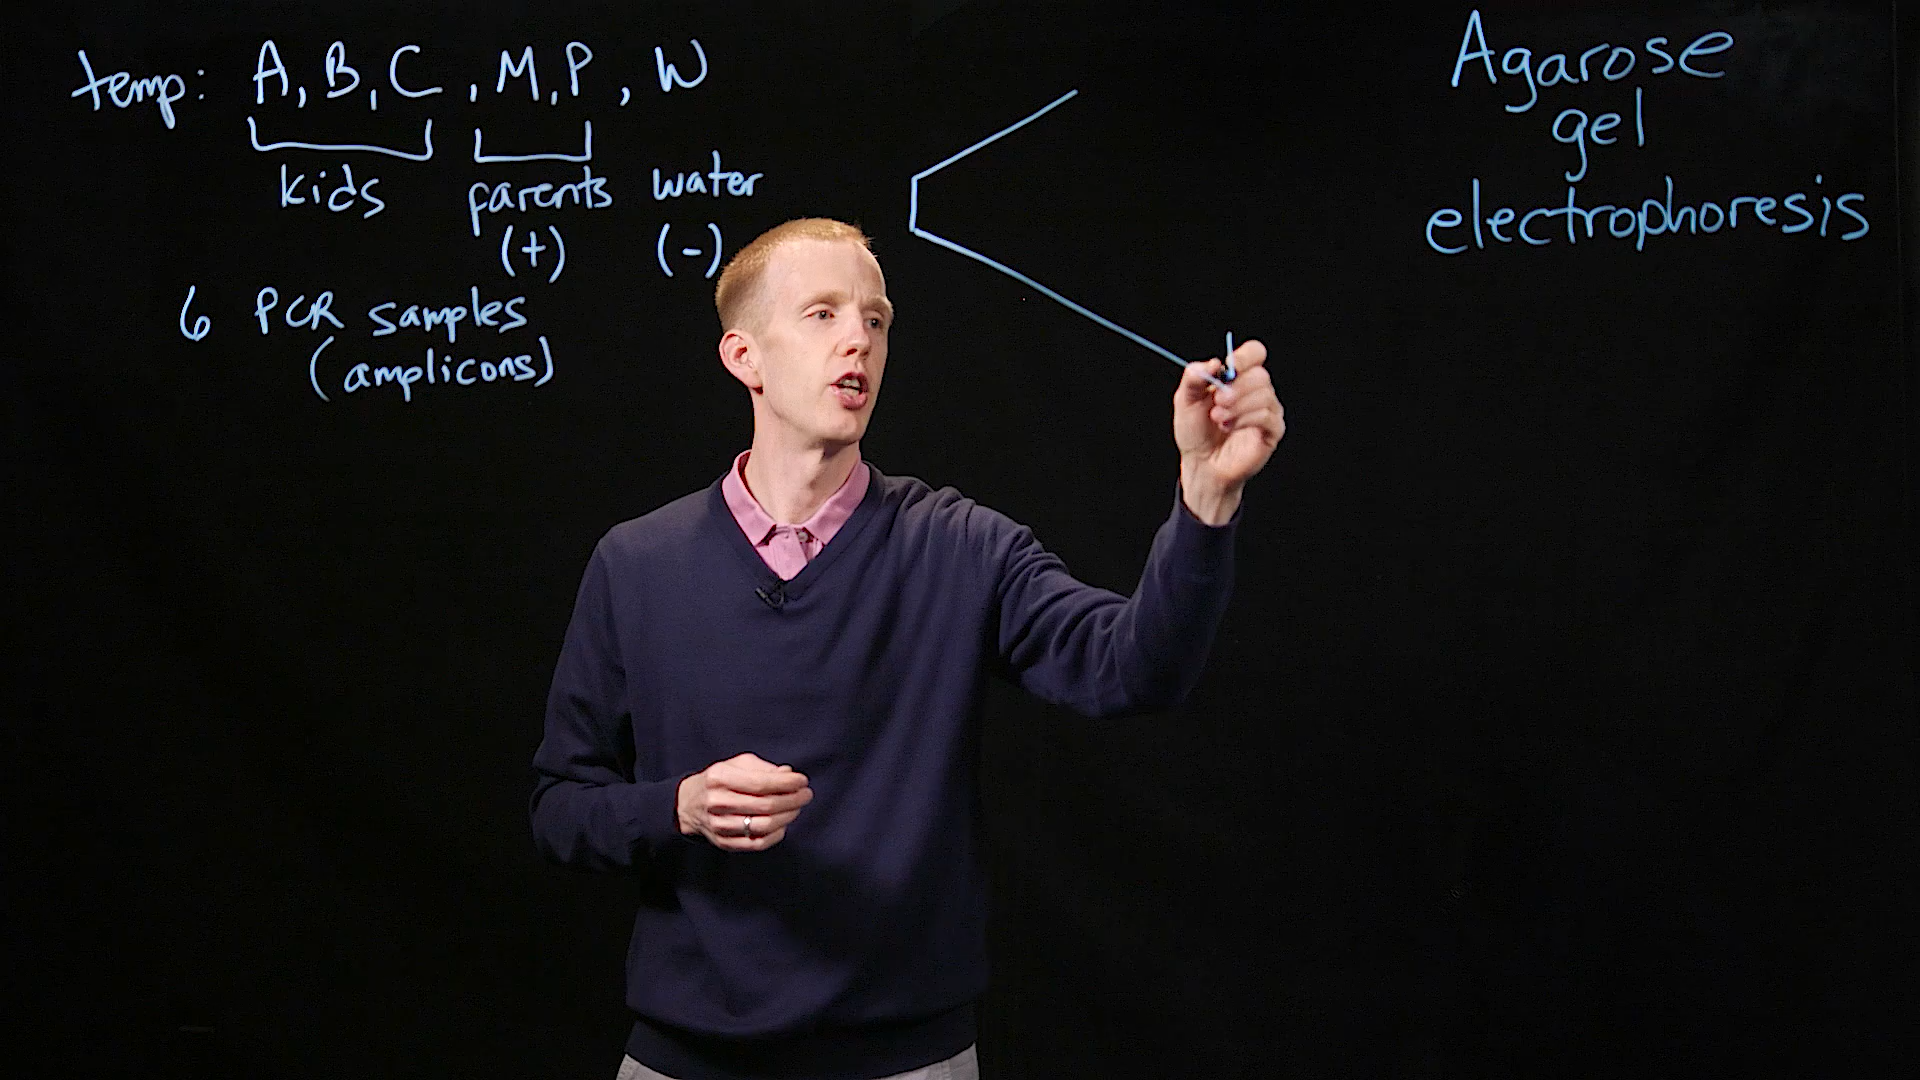 temp: A, B, C, M, P, W
kids parents water
(+) (-)
6 PCR samples
(amplicons)
Agarose
gel
electrophoresis